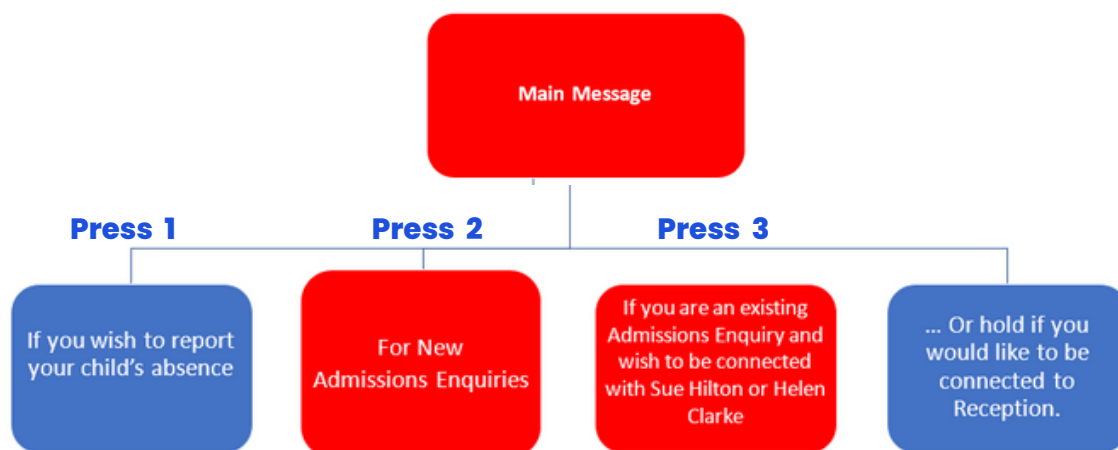 Main Message
Press 1
Press 2
Press 3
If you wish to report
your child's absence
For New
Admissions Enquiries
If you are an existing
Admissions Enquiry and
wish to be connected
with Sue Hilton or Helen
Clarke
... Or hold if you
would like to be
connected to
Reception.